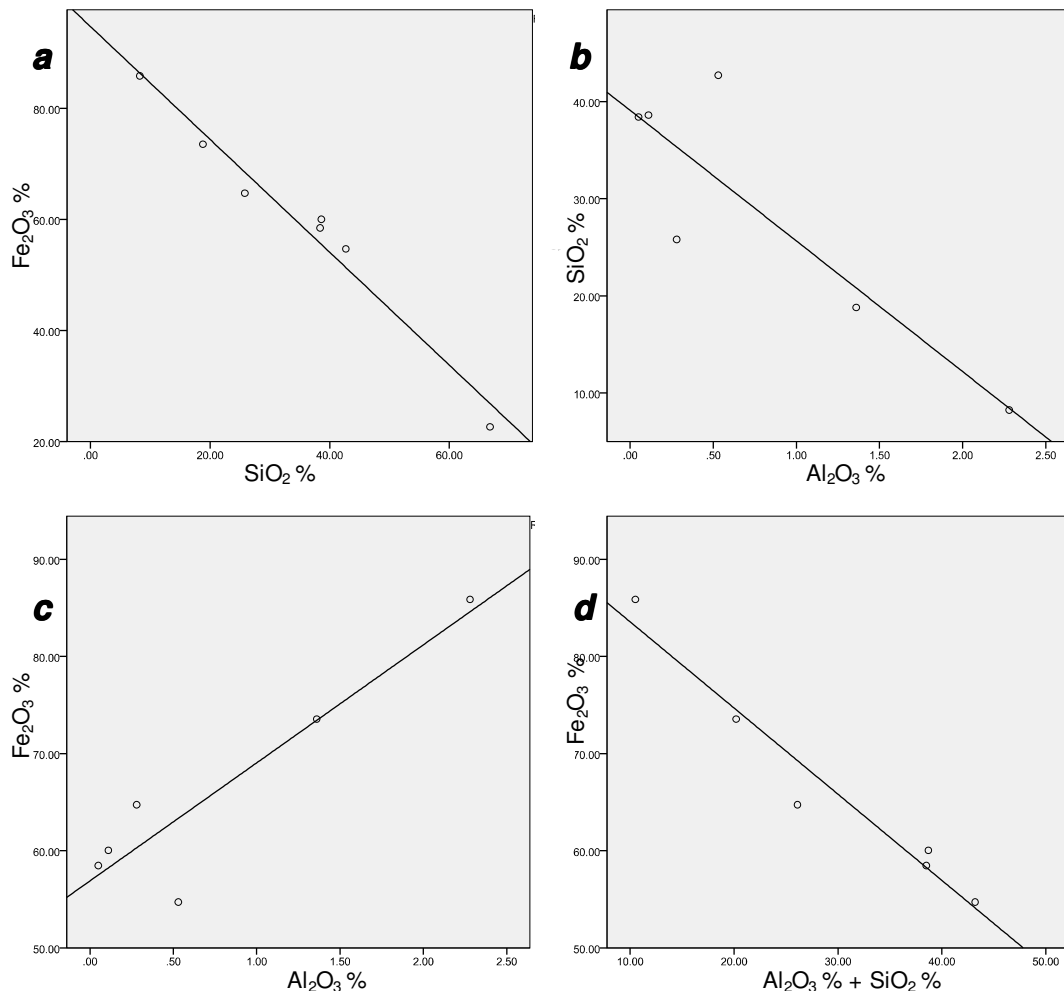 a
Fe₂O₃ %
80.00
60.00
40.00
20.00
.00 20.00 40.00 60.00
SiO₂ %
b
SiO₂ %
40.00
30.00
20.00
10.00
.00 .50 1.00 1.50 2.00 2.50
Al₂O₃ %
c
Fe₂O₃ %
90.00
80.00
70.00
60.00
50.00
.00 .50 1.00 1.50 2.00 2.50
Al₂O₃ %
d
Fe₂O₃ %
90.00
80.00
70.00
60.00
50.00
10.00 20.00 30.00 40.00 50.00
Al₂O₃ % + SiO₂ %